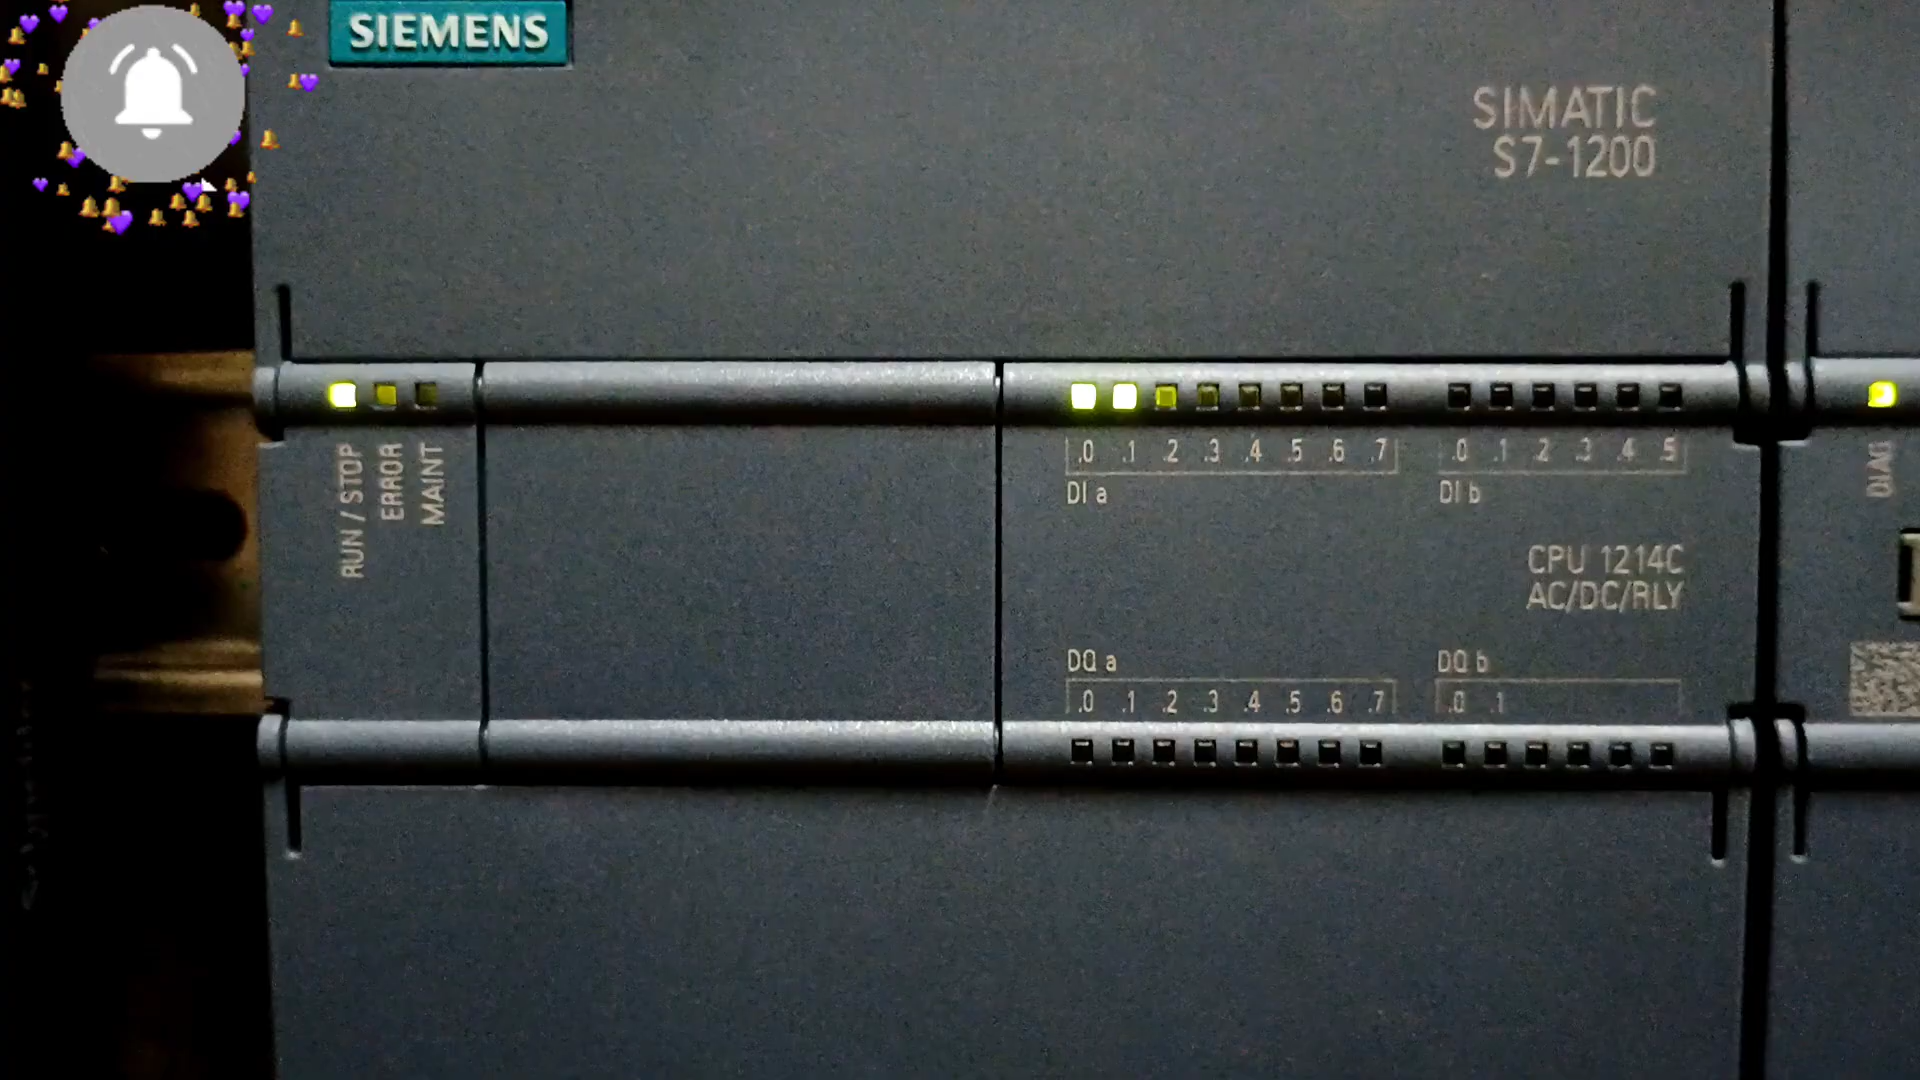 SIEMENS
SIMATIC
S7-1200
RUN / STOP
ERROR
MAINT
.0 .1 .2 .3 .4 .5 .6 .7
DI a
.0 .1 .2 .3 .4 .5
DI b
DIAG
CPU 1214C
AC/DC/RLY
DQ a
.0 .1 .2 .3 .4 .5 .6 .7
DQ b
.0 .1